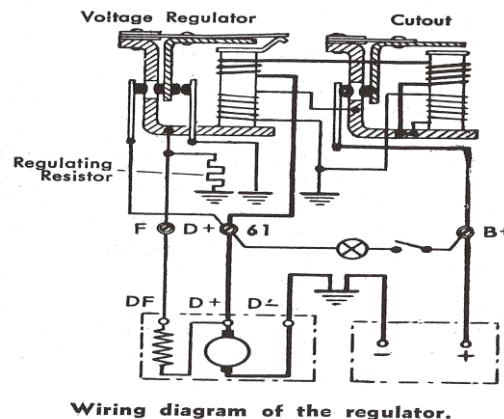 Voltage Regulator
Cutout
Regulating
Resistor
F D+ 61
B+
DF D+ D-
- +
Wiring diagram of the regulator.